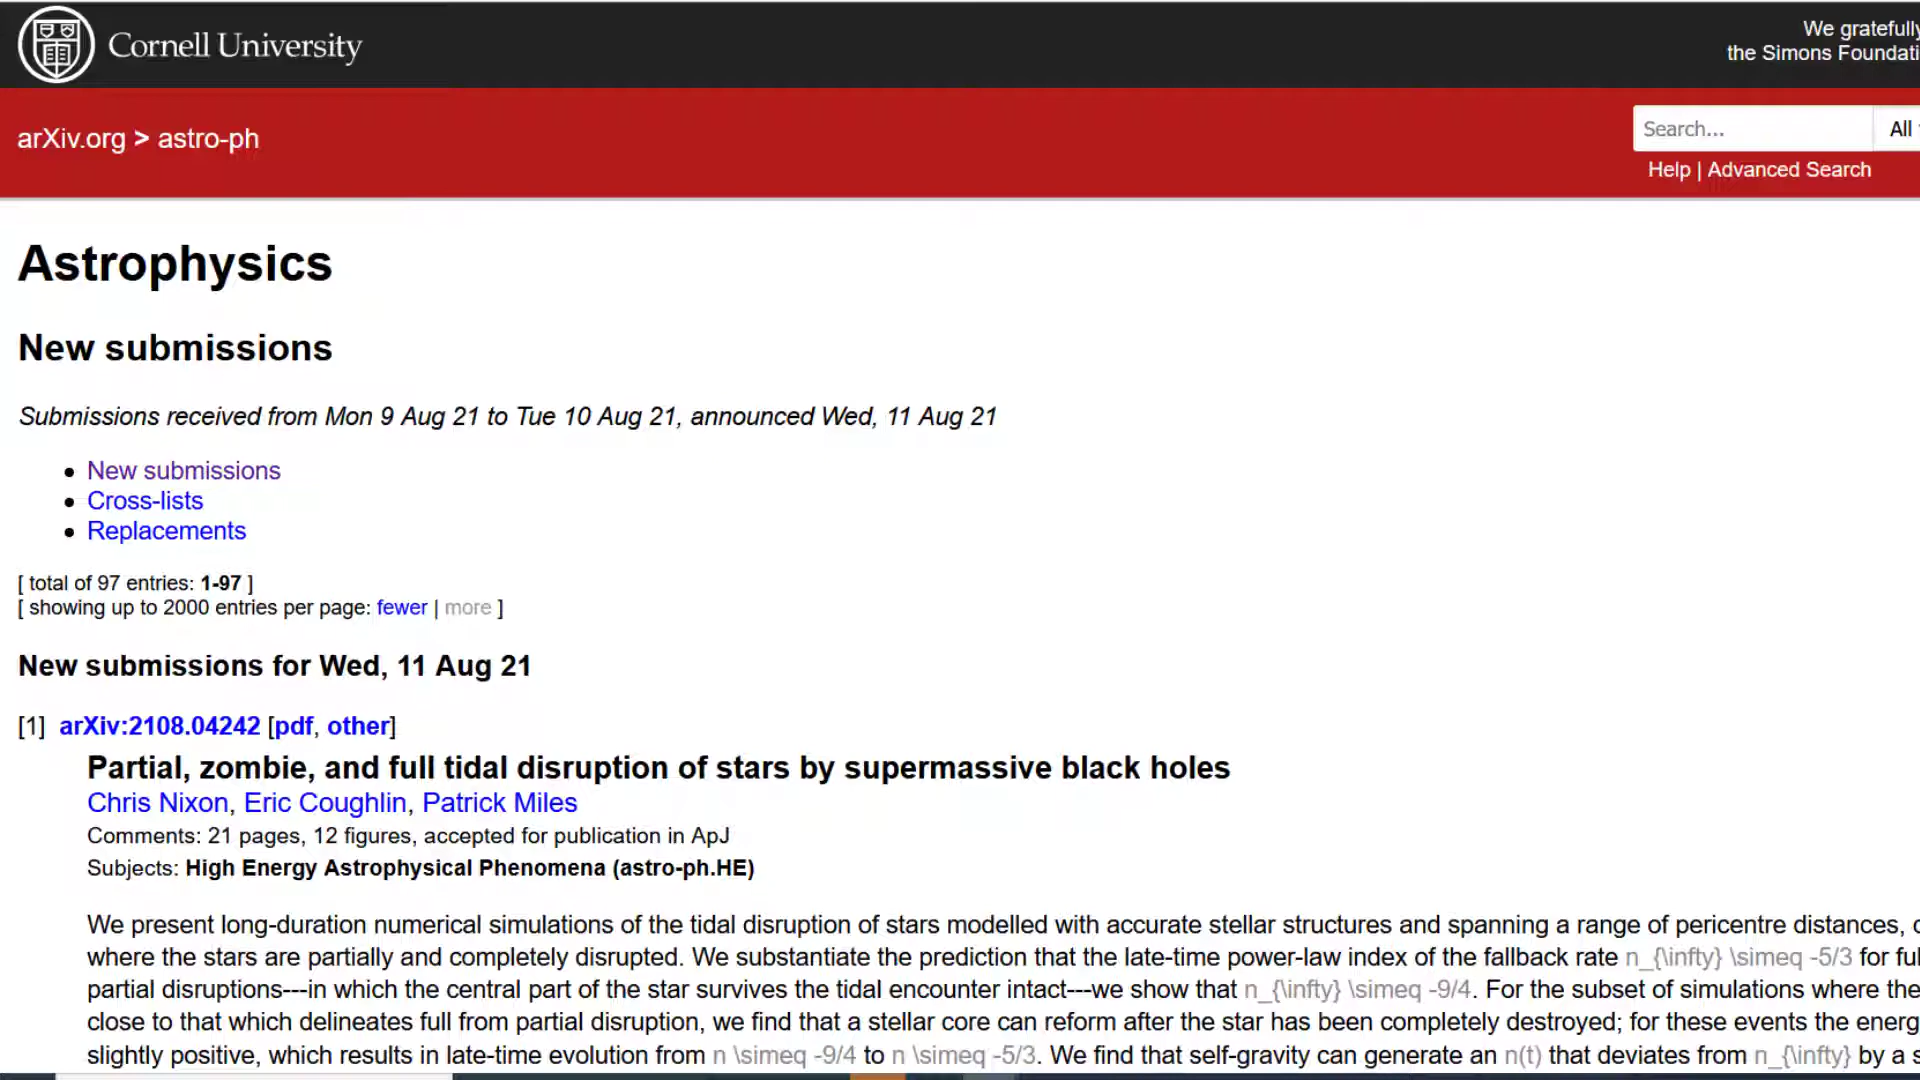 Cornell University
We gratefully
the Simons Foundati
arXiv.org > astro-ph
Search...
All
Help | Advanced Search
Astrophysics
New submissions
Submissions received from Mon 9 Aug 21 to Tue 10 Aug 21, announced Wed, 11 Aug 21
New submissions
Cross-lists
Replacements
[ total of 97 entries: 1-97 ]
[ showing up to 2000 entries per page: fewer | more ]
New submissions for Wed, 11 Aug 21
[1] arXiv:2108.04242 [pdf, other]
Partial, zombie, and full tidal disruption of stars by supermassive black holes
Chris Nixon, Eric Coughlin, Patrick Miles
Comments: 21 pages, 12 figures, accepted for publication in ApJ
Subjects: High Energy Astrophysical Phenomena (astro-ph.HE)
We present long-duration numerical simulations of the tidal disruption of stars modelled with accurate stellar structures and spanning a range of pericentre distances,
where the stars are partially and completely disrupted. We substantiate the prediction that the late-time power-law index of the fallback rate n_{\infty} \simeq -5/3 for ful
partial disruptions---in which the central part of the star survives the tidal encounter intact---we show that n_{\infty} \simeq -9/4. For the subset of simulations where the
close to that which delineates full from partial disruption, we find that a stellar core can reform after the star has been completely destroyed; for these events the energ
slightly positive, which results in late-time evolution from n \simeq -9/4 to n \simeq -5/3. We find that self-gravity can generate an n(t) that deviates from n_{\infty} by a s